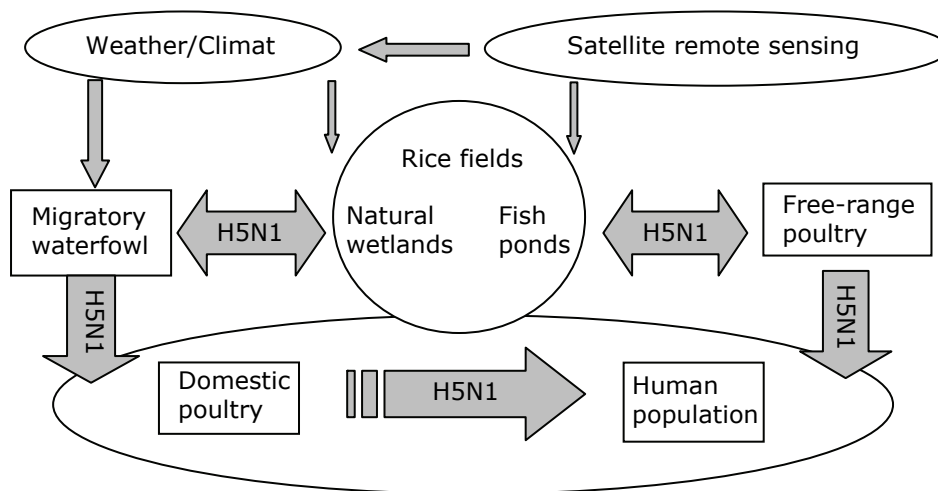 Weather/Climat
Satellite remote sensing
Rice fields
Natural
wetlands
Fish
ponds
Migratory
waterfowl
H5N1
H5N1
Free-range
poultry
H5N1
H5N1
Domestic
poultry
H5N1
Human
population